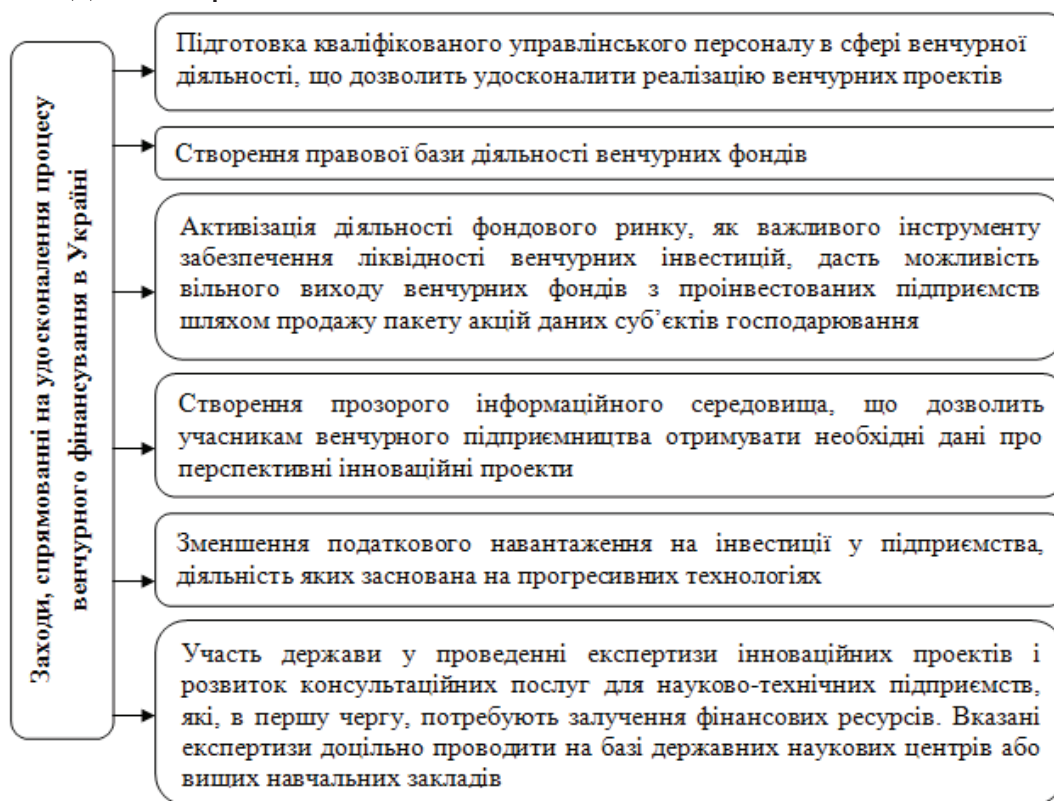 Заходи, спрямованні на удосконалення процесу
венчурного фінансування в Україні
Підготовка кваліфікованого управлінського персоналу в сфері венчурної
діяльності, що дозволить удосконалити реалізацію венчурних проектів
Створення правової бази діяльності венчурних фондів
Активізація діяльності фондового ринку, як важливого інструменту
забезпечення ліквідності венчурних інвестицій, дасть можливість
вільного виходу венчурних фондів з проінвестованих підприємств
шляхом продажу пакету акцій даних суб’єктів господарювання
Створення прозорого інформаційного середовища, що дозволить
учасникам венчурного підприємництва отримувати необхідні дані про
перспективні інноваційні проекти
Зменшення податкового навантаження на інвестиції у підприємства,
діяльність яких заснована на прогресивних технологіях
Участь держави у проведенні експертизи інноваційних проектів і
розвиток консультаційних послуг для науково-технічних підприємств,
які, в першу чергу, потребують залучення фінансових ресурсів. Вказані
експертизи доцільно проводити на базі державних наукових центрів або
вищих навчальних закладів